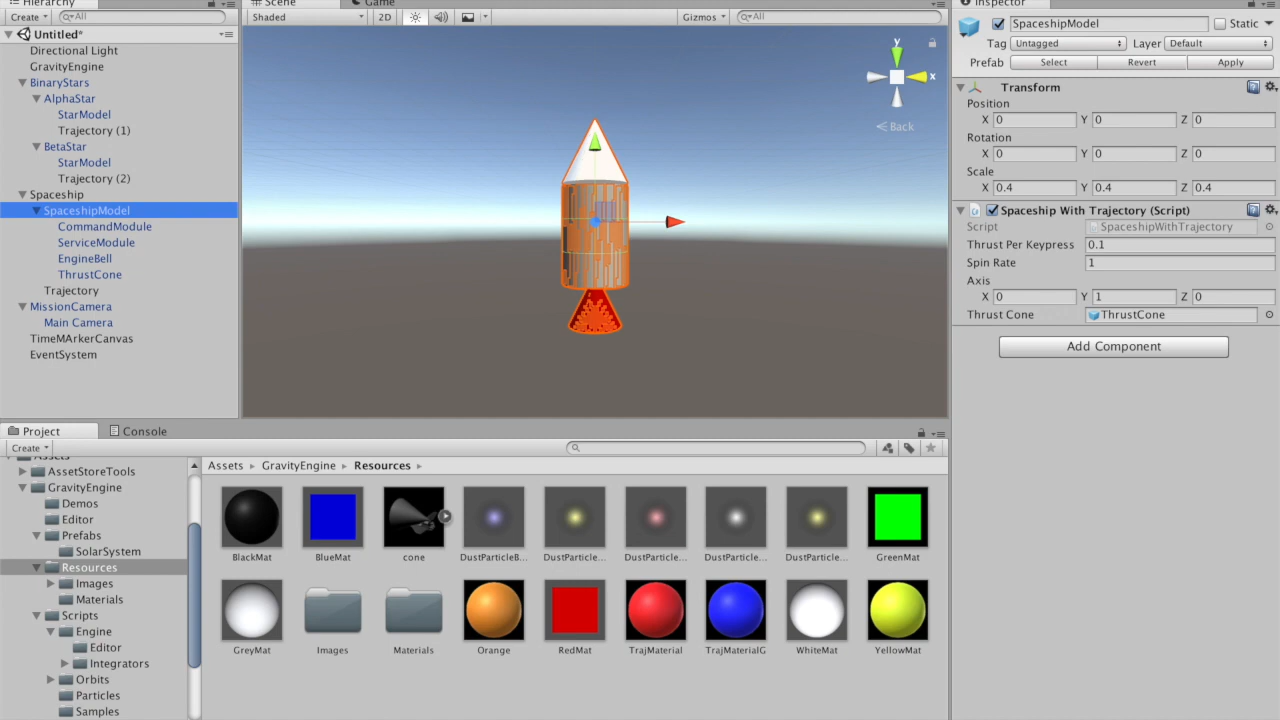 Hierarchy
Create
All
Untitled*
Directional Light
GravityEngine
BinaryStars
AlphaStar
StarModel
Trajectory (1)
BetaStar
StarModel
Trajectory (2)
Spaceship
SpaceshipModel
CommandModule
ServiceModule
EngineBell
ThrustCone
Trajectory
MissionCamera
Main Camera
TimeMArkerCanvas
EventSystem
Scene
Game
Shaded
2D
Gizmos
All
y
x
Back
Inspector
SpaceshipModel
Static
Tag
Untagged
Layer
Default
Prefab
Select
Revert
Apply
Transform
Position
X 0 Y 0 Z 0
Rotation
X 0 Y 0 Z 0
Scale
X 0.4 Y 0.4 Z 0.4
Spaceship With Trajectory (Script)
Script SpaceshipWithTrajectory
Thrust Per Keypress 0.1
Spin Rate 1
Axis
X 0 Y 1 Z 0
Thrust Cone ThrustCone
Add Component
Project
Console
Create
Assets
AssetStoreTools
GravityEngine
Demos
Editor
Prefabs
SolarSystem
Resources
Images
Materials
Scripts
Engine
Editor
Integrators
Orbits
Particles
Samples
Assets GravityEngine Resources
BlackMat BlueMat cone DustParticleB... DustParticle... DustParticle... DustParticle... DustParticle... GreenMat
GreyMat Images Materials Orange RedMat TrajMaterial TrajMaterialG WhiteMat YellowMat